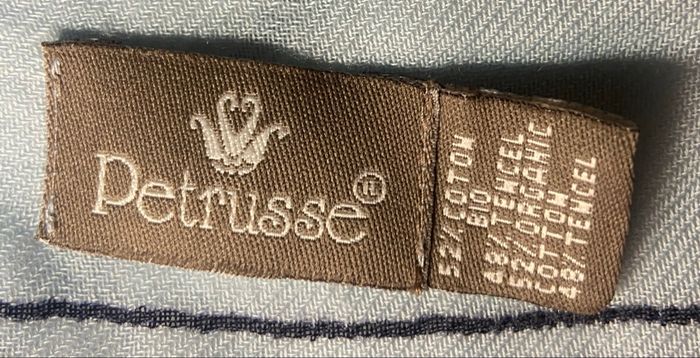 Petrusse®
52% COTON
BIO
48% TENCEL
52% ORGANIC
COTTON
48% TENCEL